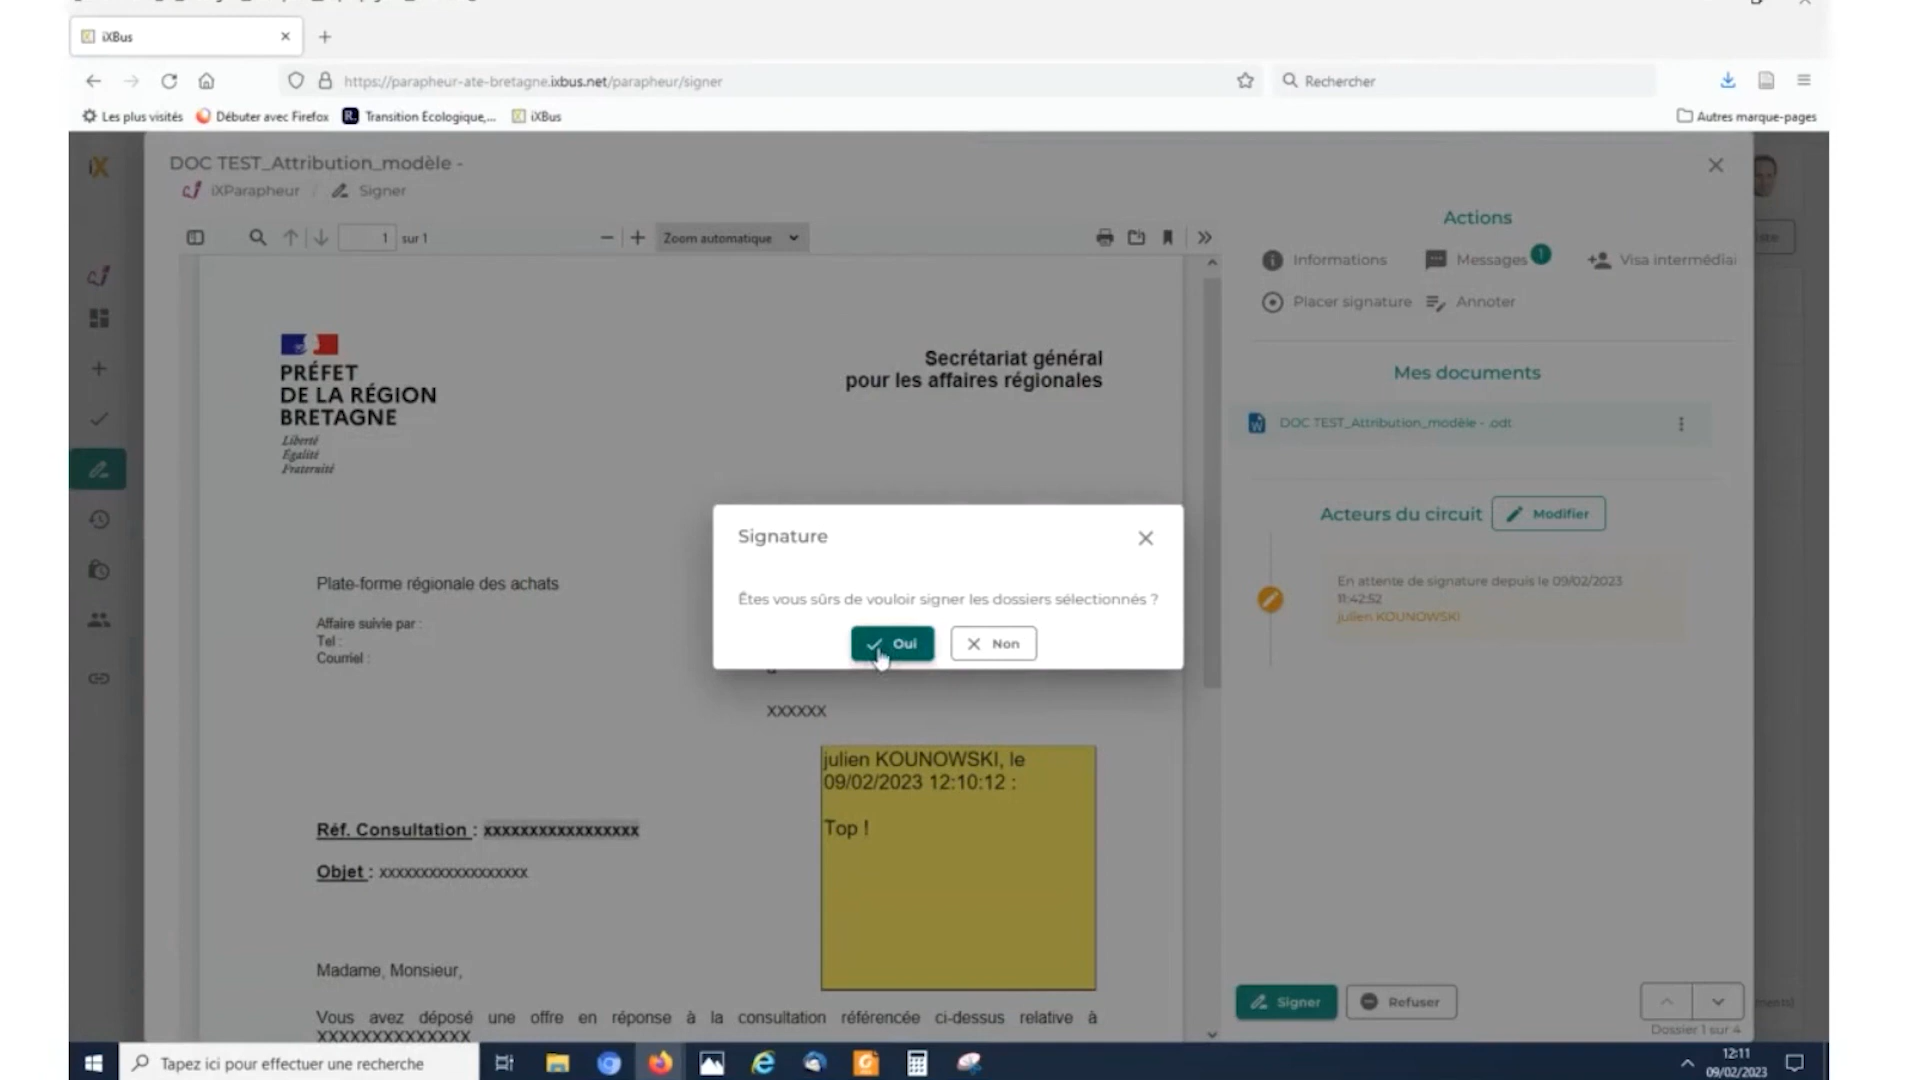 iXBus
https://parapheur-ate-bretagne.ixbus.net/parapheur/signer
Rechercher
Les plus visités
Débuter avec Firefox
Transition Ecologique,...
iXBus
Autres marque-pages
iX
DOC TEST_Attribution_modèle -
iXParapheur / Signer
1 sur 1
Zoom automatique
PRÉFET
DE LA RÉGION
BRETAGNE
Liberté
Égalité
Fraternité
Secrétariat général
pour les affaires régionales
Plate-forme régionale des achats
Affaire suivie par :
Tel :
Courriel :
XXXXXX
julien KOUNOWSKI, le
09/02/2023 12:10:12 :
Top !
Réf. Consultation : xxxxxxxxxxxxxxxxx
Objet : xxxxxxxxxxxxxxxxxx
Madame, Monsieur,
Vous avez déposé une offre en réponse à la consultation référencée ci-dessus relative à
XXXXXXXXXXXXXX
Signature
Êtes vous sûrs de vouloir signer les dossiers sélectionnés ?
Oui
Non
Actions
Informations
Messages 1
Visa intermédiai
Placer signature
Annoter
Mes documents
DOC TEST_Attribution_modèle - .odt
Acteurs du circuit
Modifier
En attente de signature depuis le 09/02/2023
11:42:52
julien KOUNOWSKI
Signer
Refuser
Dossier 1 sur 4
Tapez ici pour effectuer une recherche
12:11
09/02/2023